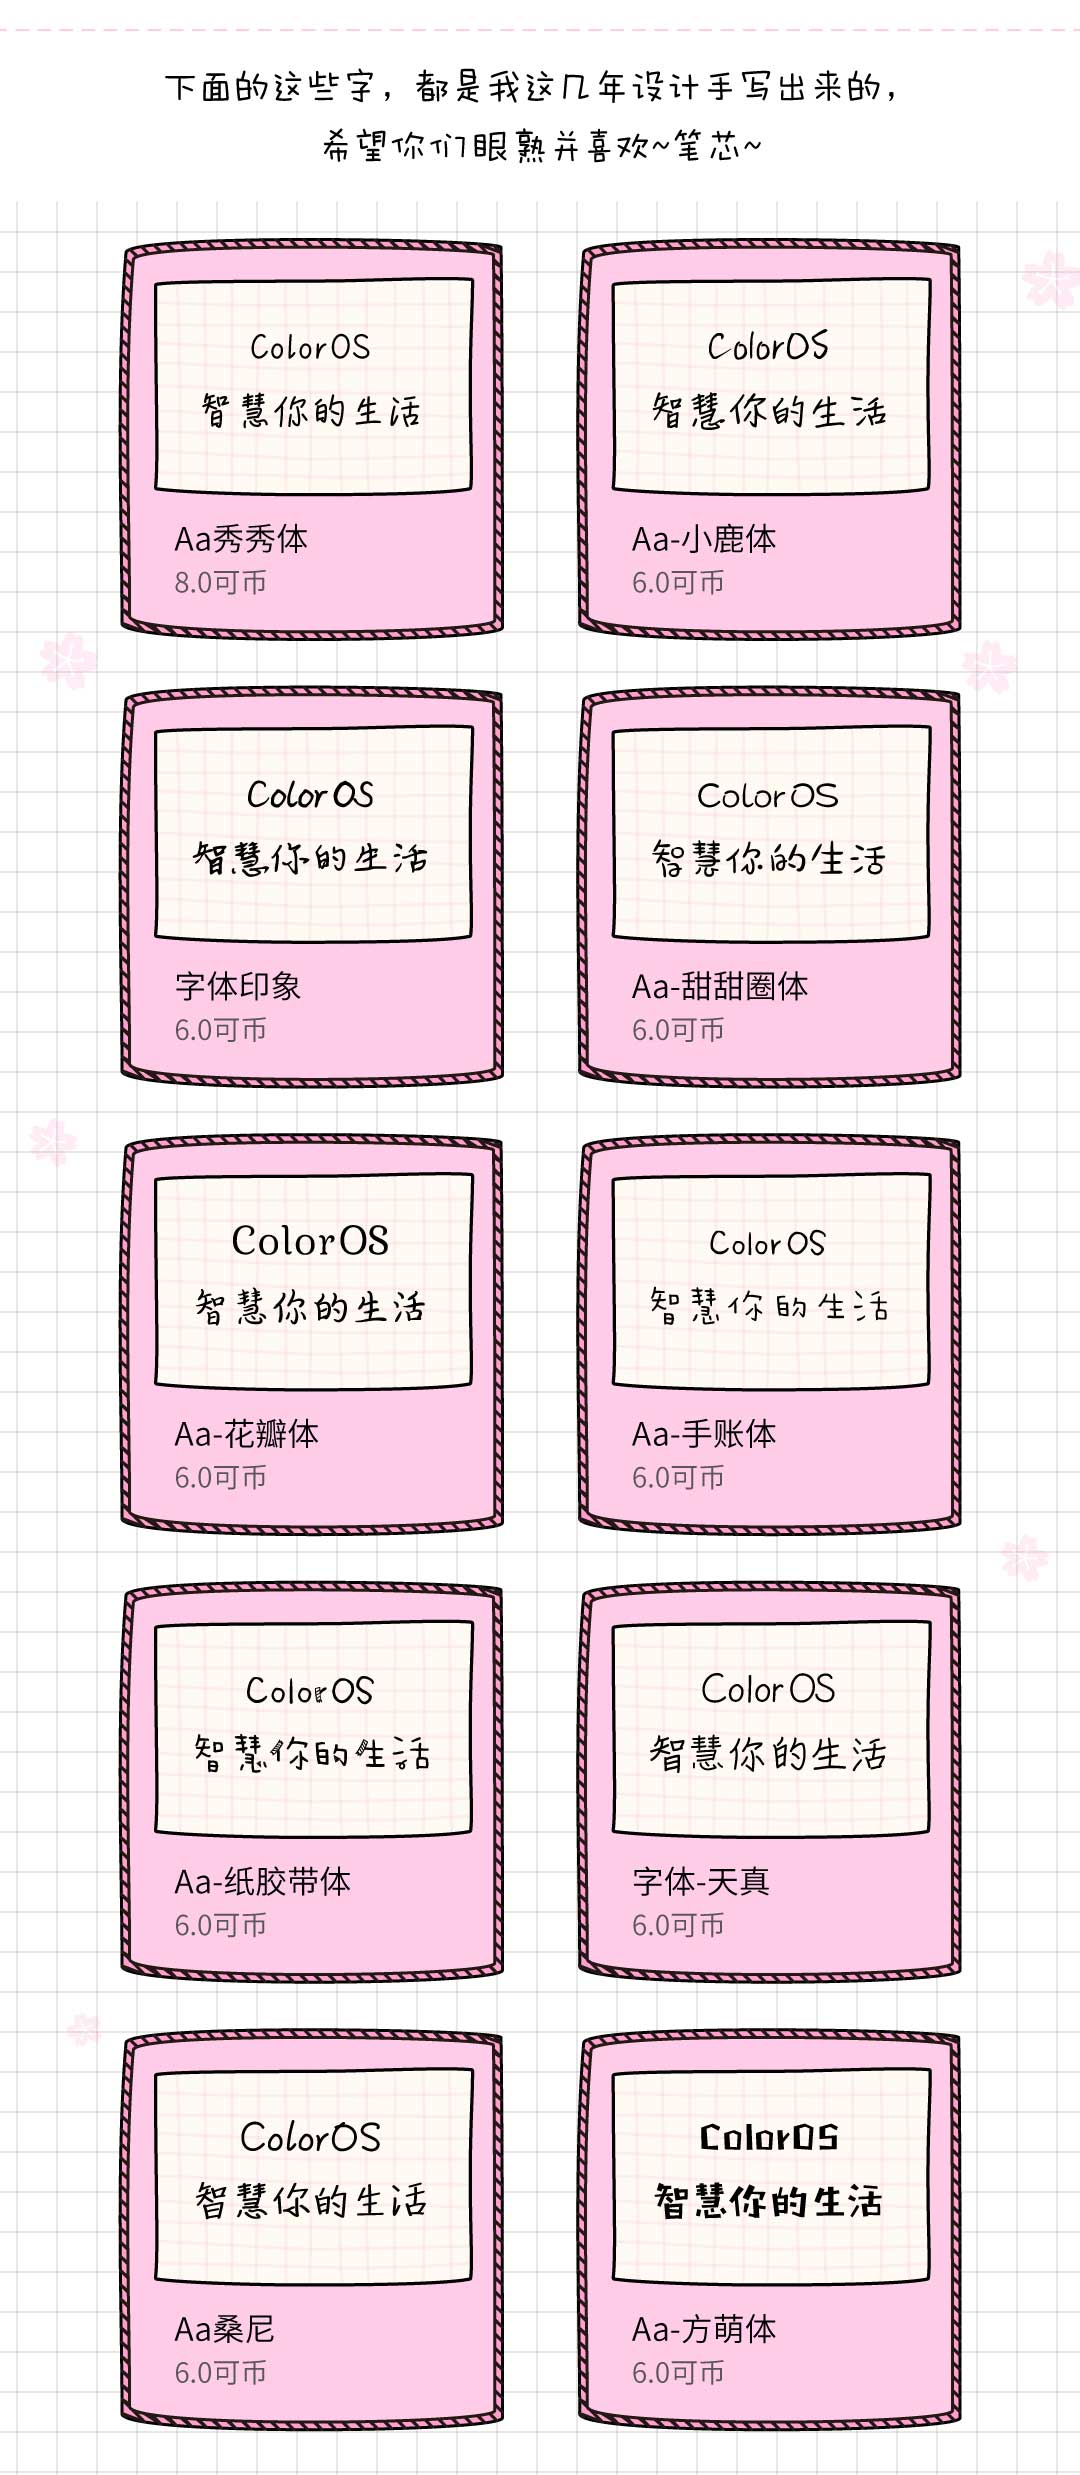 下面的这些字，都是我这几年设计手写出来的，
希望你们眼熟并喜欢~笔芯~
ColorOS
智慧你的生活
Aa秀秀体
8.0可币
ColorOS
智慧你的生活
Aa-小鹿体
6.0可币
ColorOS
智慧你的生活
字体印象
6.0可币
ColorOS
智慧你的生活
Aa-甜甜圈体
6.0可币
ColorOS
智慧你的生活
Aa-花瓣体
6.0可币
ColorOS
智慧你的生活
Aa-手账体
6.0可币
ColorOS
智慧你的生活
Aa-纸胶带体
6.0可币
ColorOS
智慧你的生活
字体-天真
6.0可币
ColorOS
智慧你的生活
Aa桑尼
6.0可币
ColorOS
智慧你的生活
Aa-方萌体
6.0可币